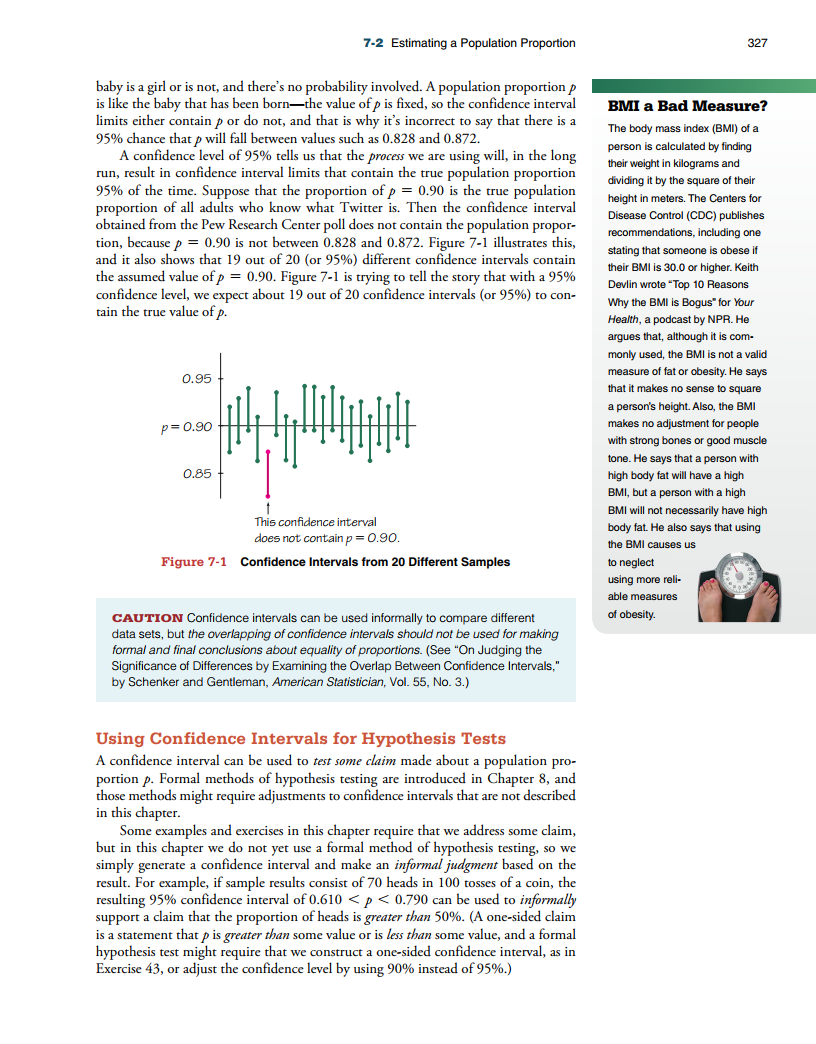 7-2 Estimating a Population Proportion 327
baby is a girl or is not, and there's no probability involved. A population proportion p
is like the baby that has been born—the value of p is fixed, so the confidence interval
limits either contain p or do not, and that is why it's incorrect to say that there is a
95% chance that p will fall between values such as 0.828 and 0.872.
A confidence level of 95% tells us that the process we are using will, in the long
run, result in confidence interval limits that contain the true population proportion
95% of the time. Suppose that the proportion of p = 0.90 is the true population
proportion of all adults who know what Twitter is. Then the confidence interval
obtained from the Pew Research Center poll does not contain the population propor-
tion, because p = 0.90 is not between 0.828 and 0.872. Figure 7-1 illustrates this,
and it also shows that 19 out of 20 (or 95%) different confidence intervals contain
the assumed value of p = 0.90. Figure 7-1 is trying to tell the story that with a 95%
confidence level, we expect about 19 out of 20 confidence intervals (or 95%) to con-
tain the true value of p.
0.95
p = 0.90
0.85
This confidence interval
does not contain p = 0.90.
Figure 7-1 Confidence Intervals from 20 Different Samples
CAUTION Confidence intervals can be used informally to compare different
data sets, but the overlapping of confidence intervals should not be used for making
formal and final conclusions about equality of proportions. (See "On Judging the
Significance of Differences by Examining the Overlap Between Confidence Intervals,"
by Schenker and Gentleman, American Statistician, Vol. 55, No. 3.)
Using Confidence Intervals for Hypothesis Tests
A confidence interval can be used to test some claim made about a population pro-
portion p. Formal methods of hypothesis testing are introduced in Chapter 8, and
those methods might require adjustments to confidence intervals that are not described
in this chapter.
Some examples and exercises in this chapter require that we address some claim,
but in this chapter we do not yet use a formal method of hypothesis testing, so we
simply generate a confidence interval and make an informal judgment based on the
result. For example, if sample results consist of 70 heads in 100 tosses of a coin, the
resulting 95% confidence interval of 0.610 < p < 0.790 can be used to informally
support a claim that the proportion of heads is greater than 50%. (A one-sided claim
is a statement that p is greater than some value or is less than some value, and a formal
hypothesis test might require that we construct a one-sided confidence interval, as in
Exercise 43, or adjust the confidence level by using 90% instead of 95%.)
BMI a Bad Measure?
The body mass index (BMI) of a
person is calculated by finding
their weight in kilograms and
dividing it by the square of their
height in meters. The Centers for
Disease Control (CDC) publishes
recommendations, including one
stating that someone is obese if
their BMI is 30.0 or higher. Keith
Devlin wrote "Top 10 Reasons
Why the BMI is Bogus" for Your
Health, a podcast by NPR. He
argues that, although it is com-
monly used, the BMI is not a valid
measure of fat or obesity. He says
that it makes no sense to square
a person's height. Also, the BMI
makes no adjustment for people
with strong bones or good muscle
tone. He says that a person with
high body fat will have a high
BMI, but a person with a high
BMI will not necessarily have high
body fat. He also says that using
the BMI causes us
to neglect
using more reli-
able measures
of obesity.